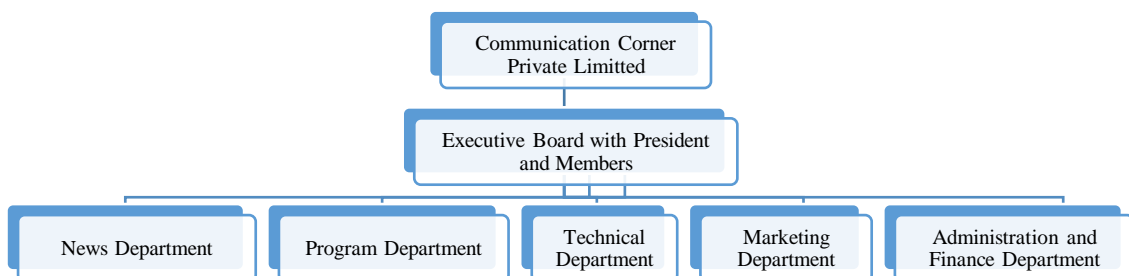 Communication Corner
Private Limitted
Executive Board with President
and Members
News Department
Program Department
Technical
Department
Marketing
Department
Administration and
Finance Department